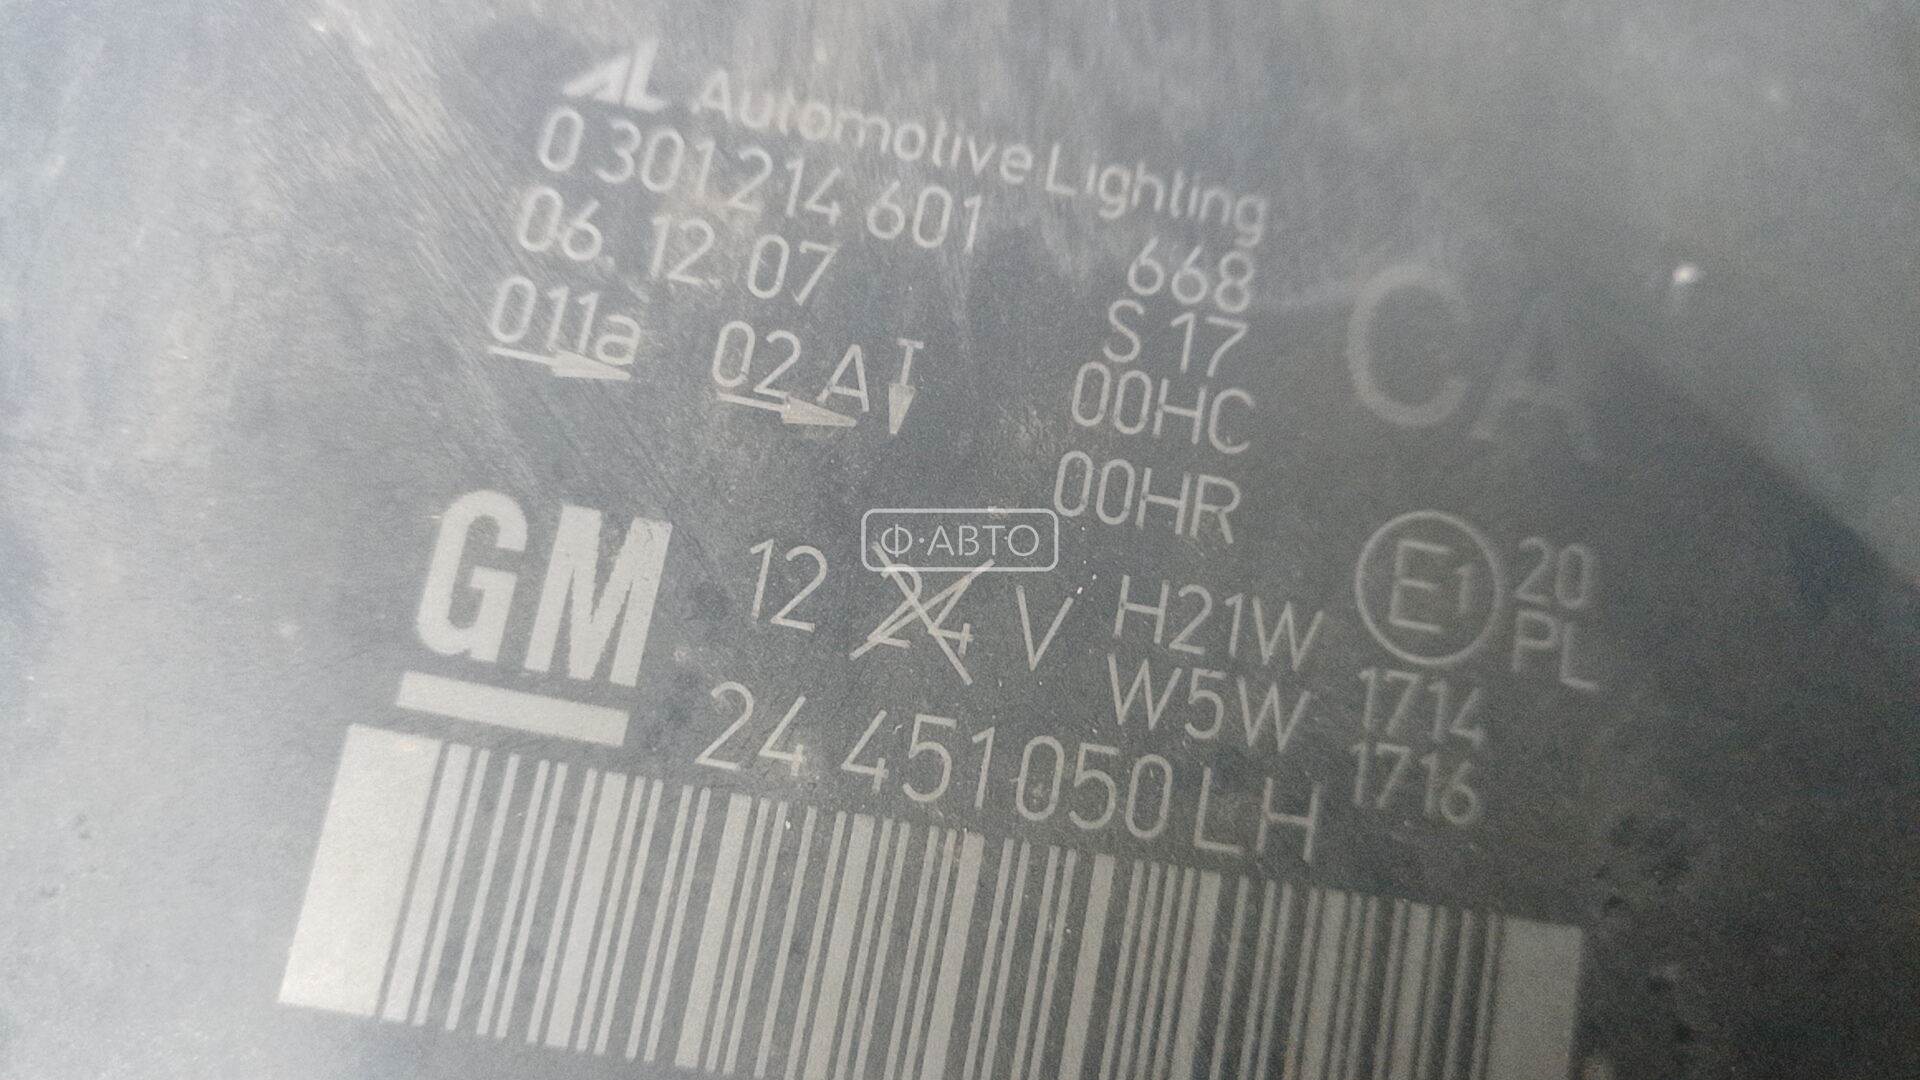 AL Automotive Lighting
0 301 214 601
668
06. 12. 07
S 17
011a
02 A
I
00HC
00HR
CA
GM
12 24 V
H21W
W5W
E1
20
PL
1714
1716
24 451 050 LH
Ф·АВТО